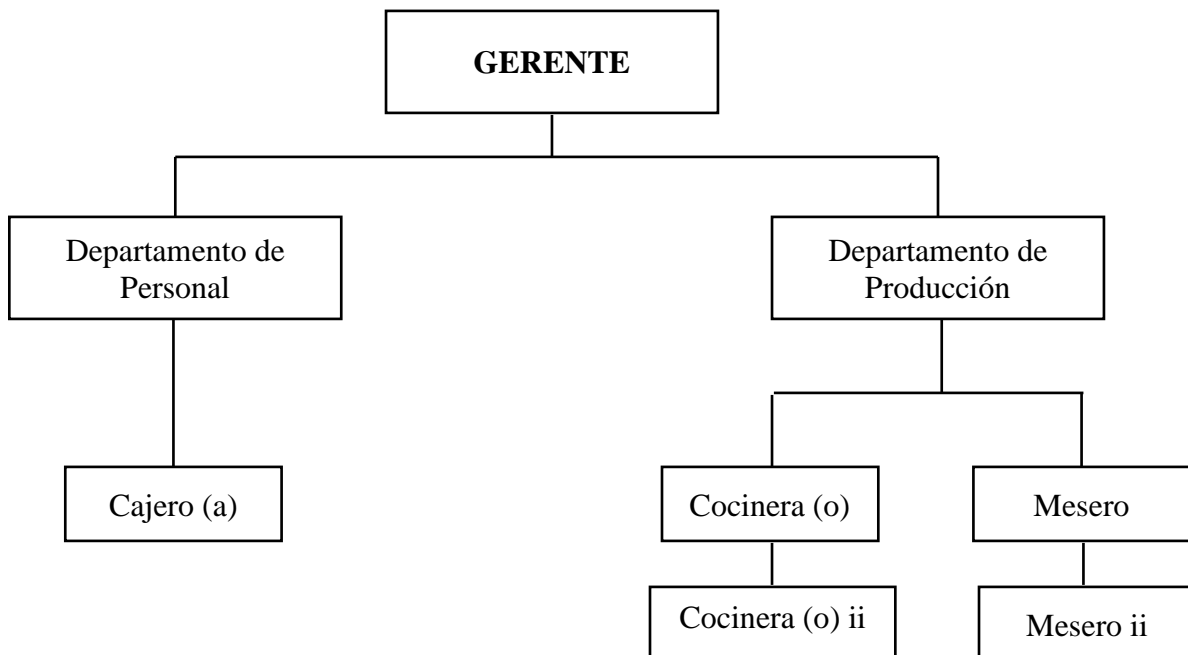 GERENTE
Departamento de
Personal
Departamento de
Producción
Cajero (a)
Cocinera (o)
Mesero
Cocinera (o) ii
Mesero ii